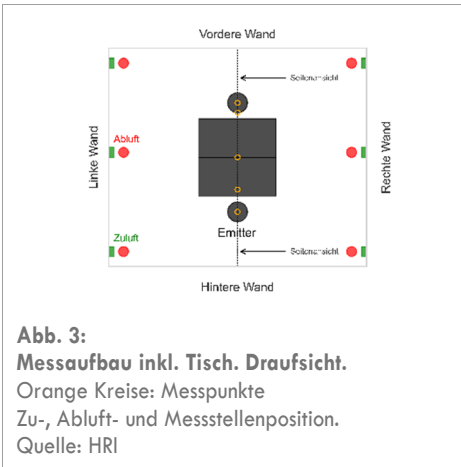 Vordere Wand
Seitenansicht
Linke Wand
Abluft
Rechte Wand
Zuluft
Emitter
Seitenansicht
Hintere Wand
Abb. 3:
Messaufbau inkl. Tisch. Draufsicht.
Orange Kreise: Messpunkte
Zu-, Abluft- und Messstellenposition.
Quelle: HRI